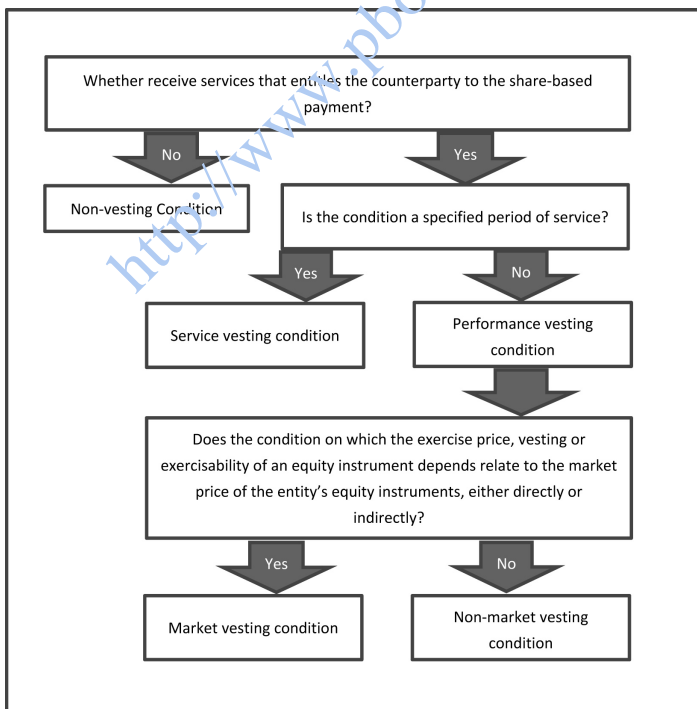 Whether receive services that entitles the counterparty to the share-based
payment?
No
Yes
Non-vesting Condition
Is the condition a specified period of service?
Yes
No
Service vesting condition
Performance vesting
condition
Does the condition on which the exercise price, vesting or
exercisability of an equity instrument depends relate to the market
price of the entity’s equity instruments, either directly or
indirectly?
Yes
No
Market vesting condition
Non-market vesting
condition
http://www.pbo